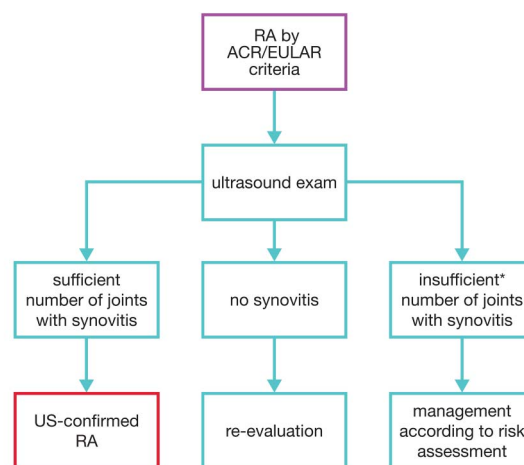 RA by
ACR/EULAR
criteria
ultrasound exam
sufficient
number of joints
with synovitis
no synovitis
insufficient*
number of joints
with synovitis
US-confirmed
RA
re-evaluation
management
according to risk
assessment